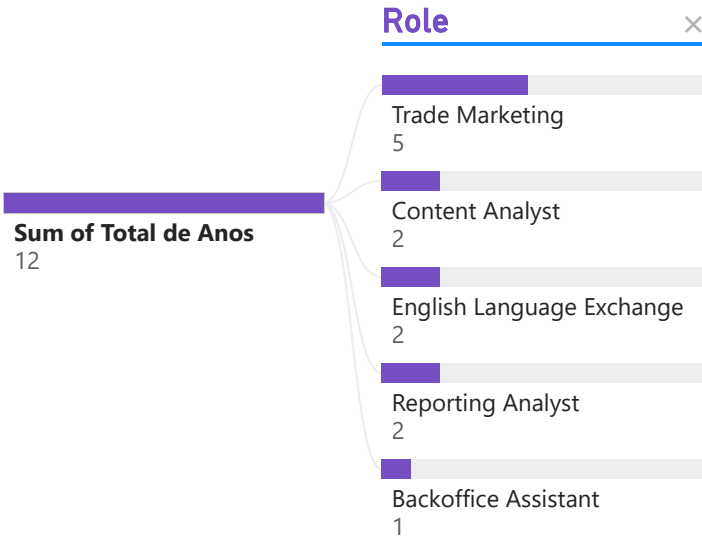 Role
Trade Marketing
5
Sum of Total de Anos
12
Content Analyst
2
English Language Exchange
2
Reporting Analyst
2
Backoffice Assistant
1